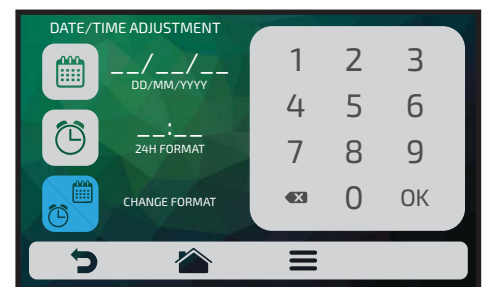 DATE/TIME ADJUSTMENT
__/__/__
DD/MM/YYYY
__:__
24H FORMAT
CHANGE FORMAT
1 2 3
4 5 6
7 8 9
0 OK